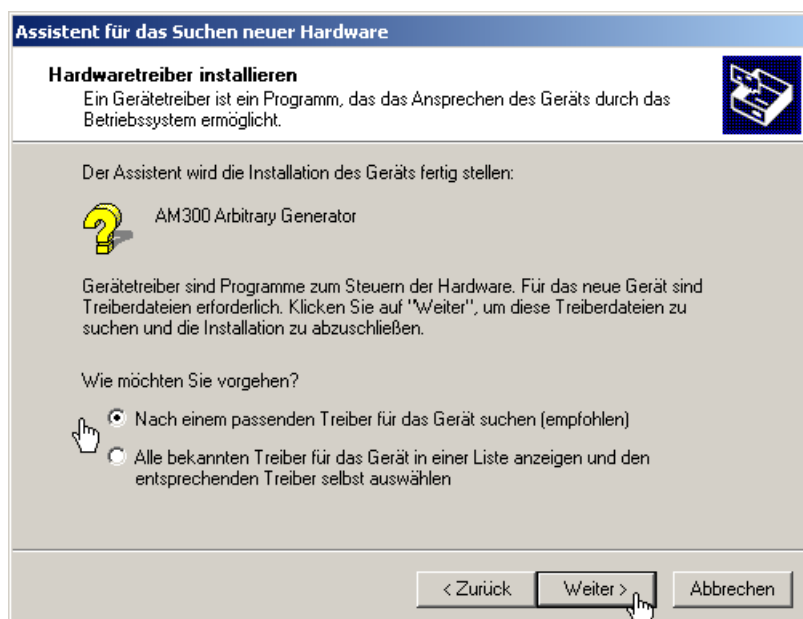 Assistent für das Suchen neuer Hardware
Hardwaretreiber installieren
Ein Gerätetreiber ist ein Programm, das das Ansprechen des Geräts durch das
Betriebssystem ermöglicht.
Der Assistent wird die Installation des Geräts fertig stellen:
AM300 Arbitrary Generator
Gerätetreiber sind Programme zum Steuern der Hardware. Für das neue Gerät sind
Treiberdateien erforderlich. Klicken Sie auf "Weiter", um diese Treiberdateien zu
suchen und die Installation zu abzuschließen.
Wie möchten Sie vorgehen?
Nach einem passenden Treiber für das Gerät suchen (empfohlen)
Alle bekannten Treiber für das Gerät in einer Liste anzeigen und den
entsprechenden Treiber selbst auswählen
< Zurück Weiter > Abbrechen